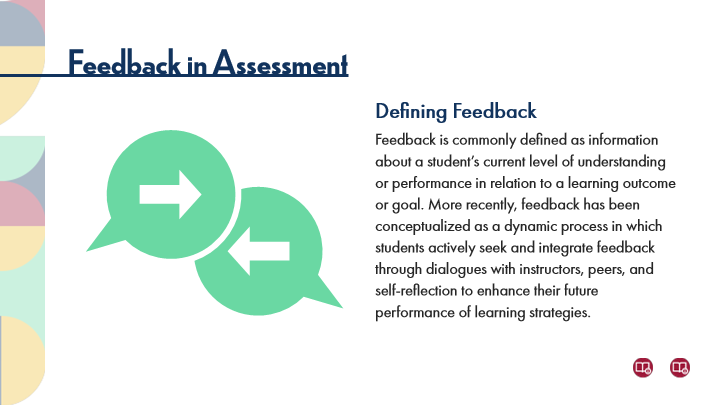 Feedback in Assessment
Defining Feedback
Feedback is commonly defined as information
about a student's current level of understanding
or performance in relation to a learning outcome
or goal. More recently, feedback has been
conceptualized as a dynamic process in which
students actively seek and integrate feedback
through dialogues with instructors, peers, and
self-reflection to enhance their future
performance of learning strategies.